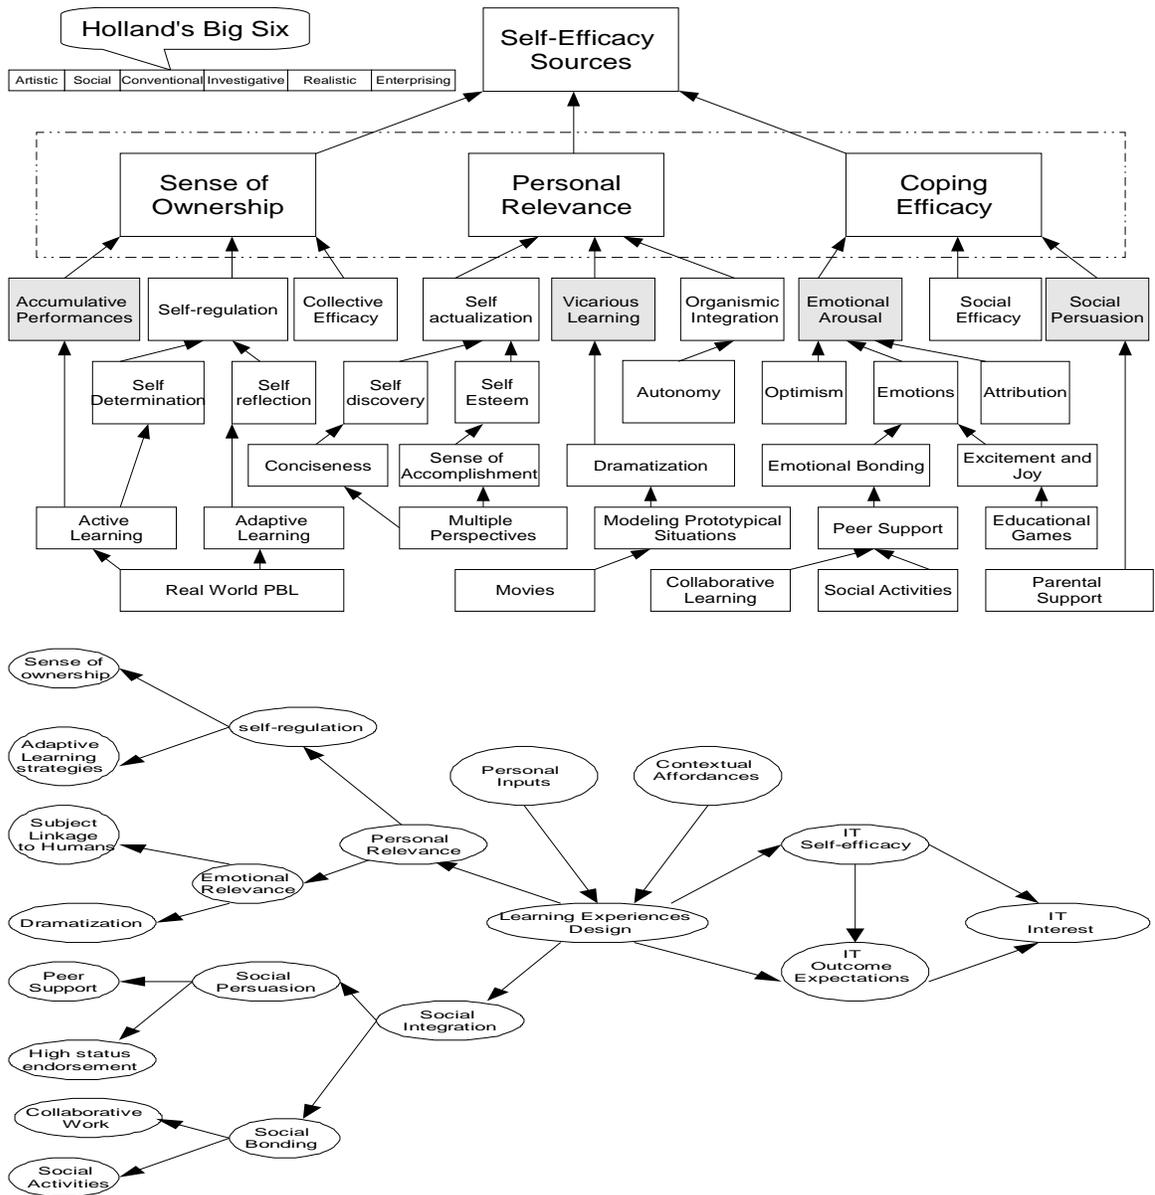 Holland's Big Six
Artistic
Social
Conventional
Investigative
Realistic
Enterprising
Self-Efficacy
Sources
Sense of
Ownership
Personal
Relevance
Coping
Efficacy
Accumulative
Performances
Self-regulation
Collective
Efficacy
Self
actualization
Vicarious
Learning
Organismic
Integration
Emotional
Arousal
Social
Efficacy
Social
Persuasion
Self
Determination
Self
reflection
Self
discovery
Self
Esteem
Autonomy
Optimism
Emotions
Attribution
Conciseness
Sense of
Accomplishment
Dramatization
Emotional Bonding
Excitement and
Joy
Active
Learning
Adaptive
Learning
Multiple
Perspectives
Modeling Prototypical
Situations
Peer Support
Educational
Games
Real World PBL
Movies
Collaborative
Learning
Social Activities
Parental
Support
Sense of
ownership
self-regulation
Adaptive
Learning
strategies
Personal
Inputs
Contextual
Affordances
Subject
Linkage
to Humans
Personal
Relevance
IT
Self-efficacy
Emotional
Relevance
Dramatization
Learning Experiences
Design
IT
Interest
Peer
Support
Social
Persuasion
IT
Outcome
Expectations
Social
Integration
High status
endorsement
Collaborative
Work
Social
Bonding
Social
Activities